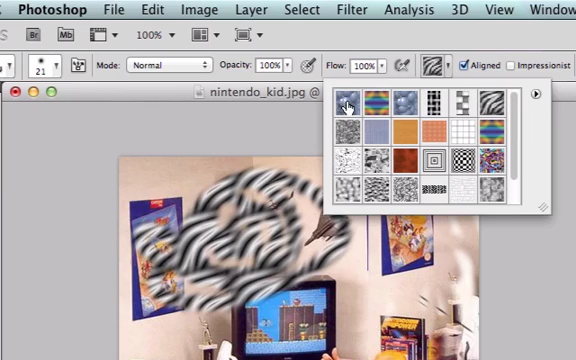 Photoshop File Edit Image Layer Select Filter Analysis 3D View Window
Br Mb 100%
21 Mode: Normal Opacity: 100% Flow: 100% Aligned Impressionist
nintendo_kid.jpg @